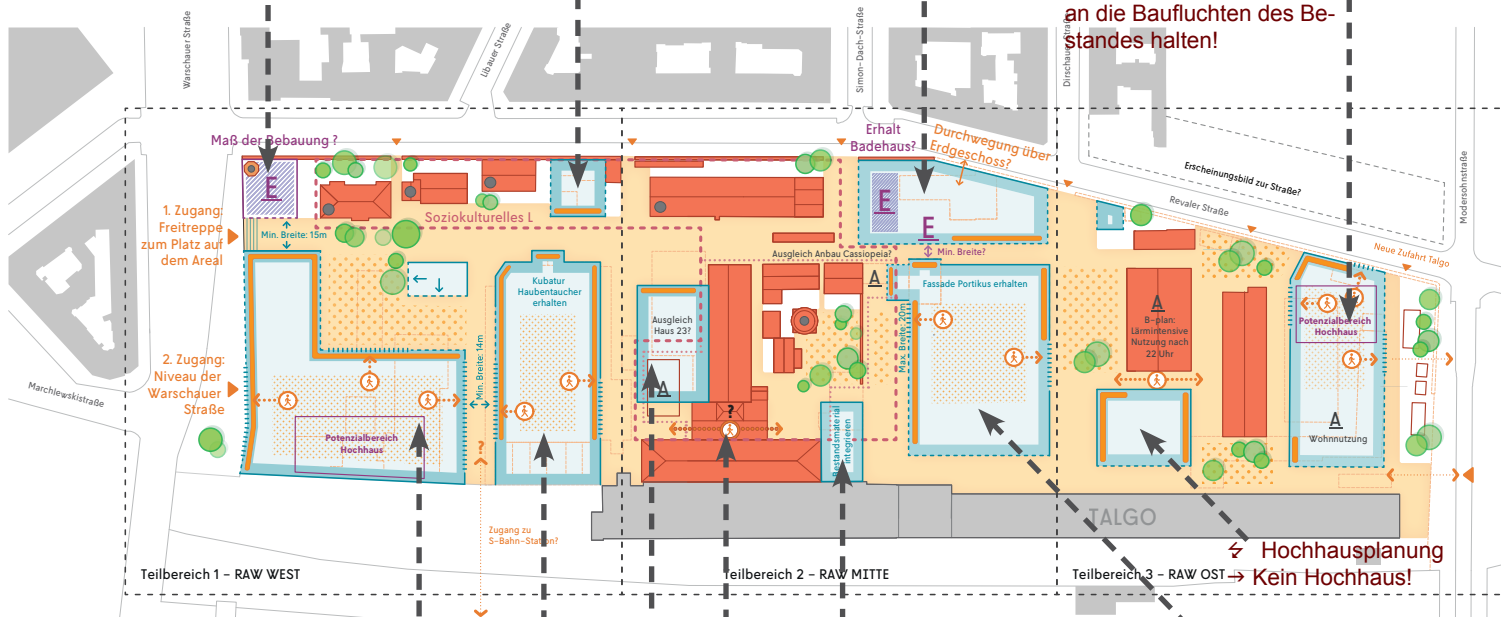 an die Baufluchten des Be-
standes halten!
Warschauer Straße
Libauer Straße
Simon-Dach-Straße
Dirschauer Straße
Modersohnstraße
Maß der Bebauung ?
Erhalt
Badehaus?
Durchwegung über
Erdgeschoss?
Erscheinungsbild zur Straße?
Revaler Straße
Neue Zufahrt Talgo
E
E
E
1. Zugang:
Freitreppe
zum Platz auf
dem Areal
Min. Breite: 15m
Soziokulturelles L
Ausgleich Anbau Cassiopeia?
Min. Breite?
A
Fassade Portikus erhalten
Kubatur
Haubentaucher
erhalten
Ausgleich
Haus 23?
A
Max. Breite: 20m
A
B-plan:
Lärmintensive
Nutzung nach
22 Uhr
Potenzialbereich
Hochhaus
2. Zugang:
Niveau der
Warschauer
Straße
Min. Breite: 14m
Marchlewskistraße
Potenzialbereich
Hochhaus
?
?
Bestandsmaterial
integrieren
A
Wohnnutzung
Zugang zu
S-Bahn-Station?
TALGO
Hochhausplanung
→ Kein Hochhaus!
Teilbereich 1 – RAW WEST
Teilbereich 2 – RAW MITTE
Teilbereich 3 – RAW OST